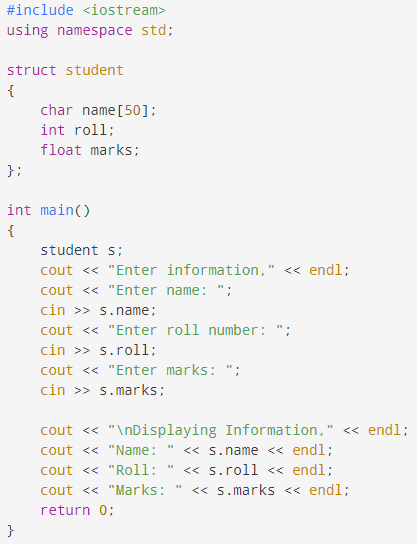 #include <iostream>
using namespace std;

struct student
{
    char name[50];
    int roll;
    float marks;
};

int main()
{
    student s;
    cout << "Enter information," << endl;
    cout << "Enter name: ";
    cin >> s.name;
    cout << "Enter roll number: ";
    cin >> s.roll;
    cout << "Enter marks: ";
    cin >> s.marks;

    cout << "\nDisplaying Information," << endl;
    cout << "Name: " << s.name << endl;
    cout << "Roll: " << s.roll << endl;
    cout << "Marks: " << s.marks << endl;
    return 0;
}